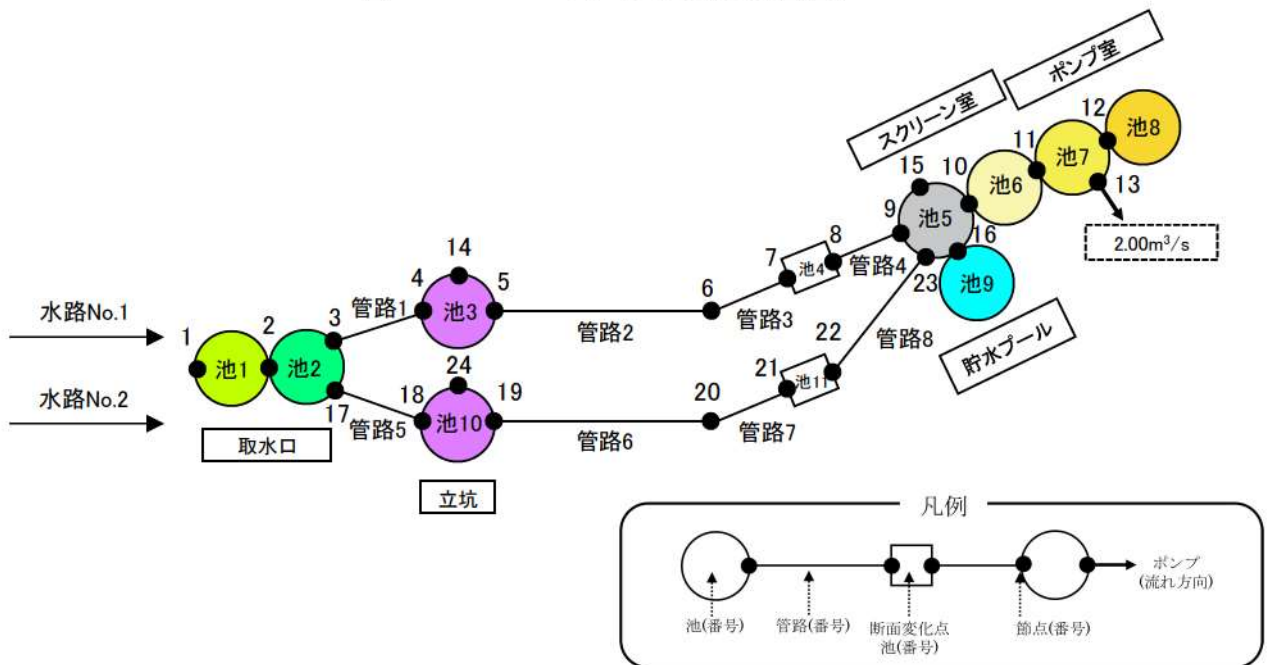 ポンプ室
スクリーン室
12
池8
11
池7
15
10
池6
13
9
池5
2.00m³/s
14
8
16
4
5
7
池4
管路4
23
池9
水路No.1
3
管路1
池3
6
管路2
管路3
22
管路8
貯水プール
1
2
池1
池2
24
21
池11
水路No.2
18
19
20
17
池10
管路5
管路6
管路7
取水口
立坑
凡例
ポンプ
(流れ方向)
池(番号)
管路(番号)
断面変化点
池(番号)
節点(番号)